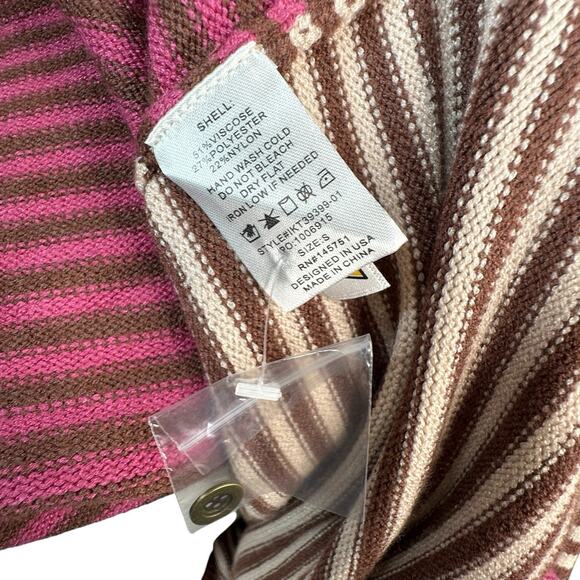 SHELL:
51%VISCOSE
27%POLYESTER
22%NYLON
HAND WASH COLD
DO NOT BLEACH
DRY FLAT
IRON LOW IF NEEDED
STYLE#IKT39399-01
PO:1006915
SIZE:S
RN#145751
DESIGNED IN USA
MADE IN CHINA